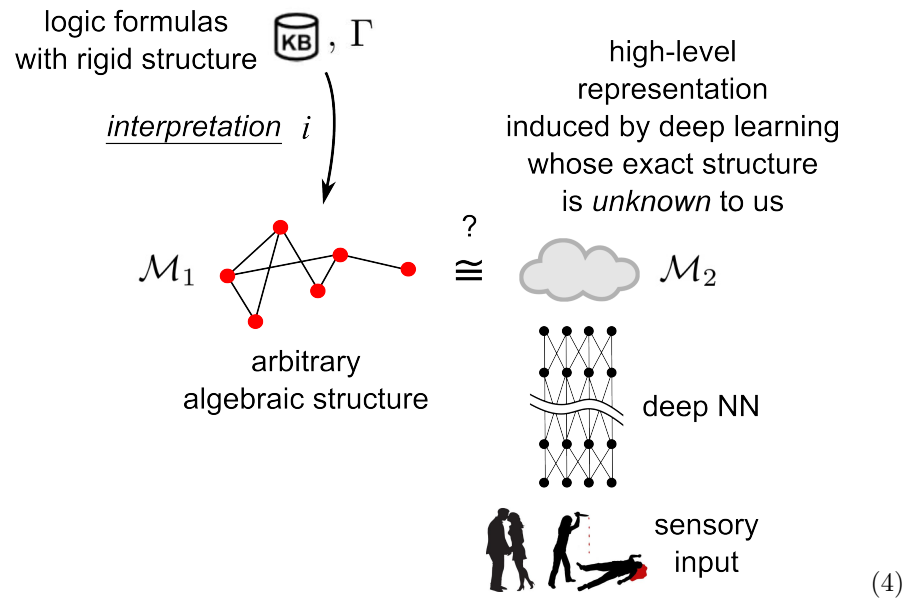 logic formulas
with rigid structure
KB , Γ
interpretation i
high-level
representation
induced by deep learning
whose exact structure
is unknown to us
ℳ₁
?
≅
ℳ₂
arbitrary
algebraic structure
deep NN
sensory
input
(4)